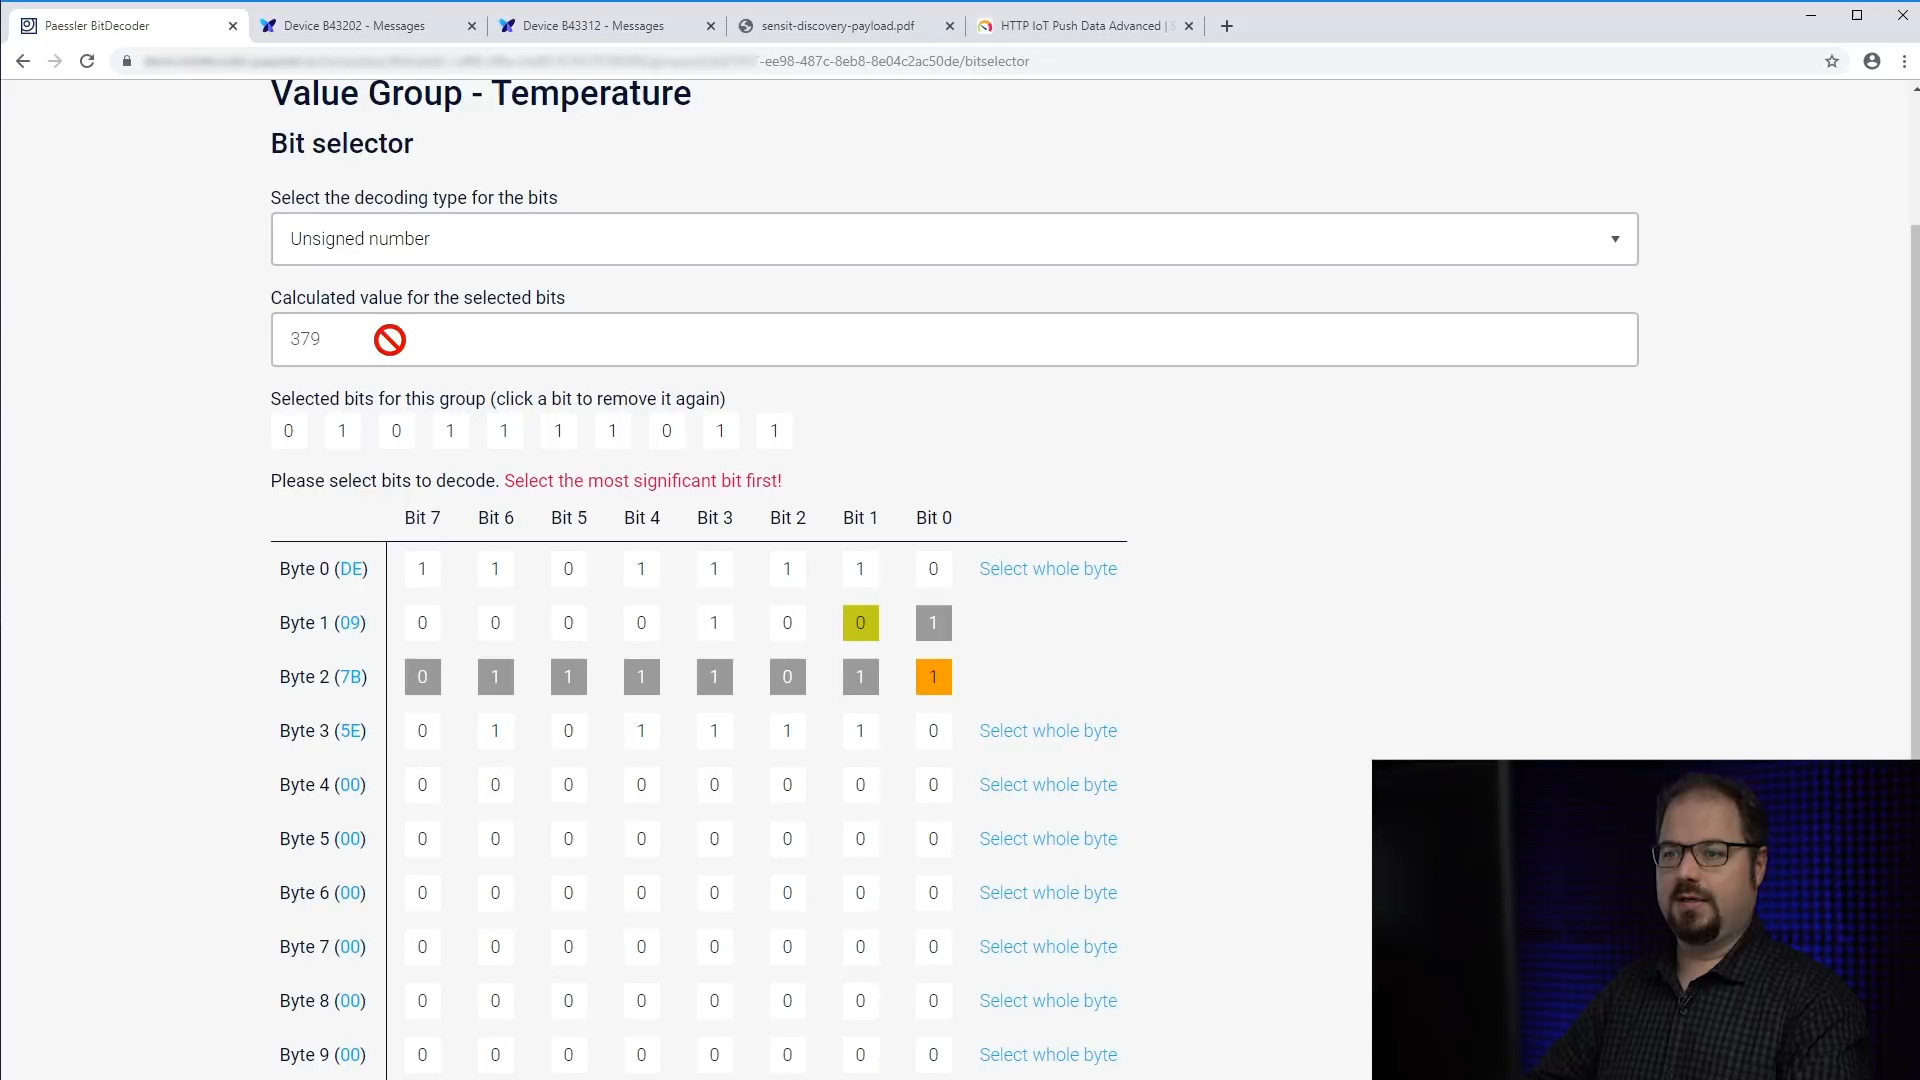 Paessler BitDecoder
Device B43202 - Messages
Device B43312 - Messages
sensit-discovery-payload.pdf
HTTP IoT Push Data Advanced |
-ee98-487c-8eb8-8e04c2ac50de/bitselector
Value Group - Temperature
Bit selector
Select the decoding type for the bits
Unsigned number
Calculated value for the selected bits
379
Selected bits for this group (click a bit to remove it again)
0 1 0 1 1 1 1 0 1 1
Please select bits to decode. Select the most significant bit first!
Bit 7 Bit 6 Bit 5 Bit 4 Bit 3 Bit 2 Bit 1 Bit 0
Byte 0 (DE) 1 1 0 1 1 1 1 0 Select whole byte
Byte 1 (09) 0 0 0 0 1 0 0 1
Byte 2 (7B) 0 1 1 1 1 0 1 1
Byte 3 (5E) 0 1 0 1 1 1 1 0 Select whole byte
Byte 4 (00) 0 0 0 0 0 0 0 0 Select whole byte
Byte 5 (00) 0 0 0 0 0 0 0 0 Select whole byte
Byte 6 (00) 0 0 0 0 0 0 0 0 Select whole byte
Byte 7 (00) 0 0 0 0 0 0 0 0 Select whole byte
Byte 8 (00) 0 0 0 0 0 0 0 0 Select whole byte
Byte 9 (00) 0 0 0 0 0 0 0 0 Select whole byte